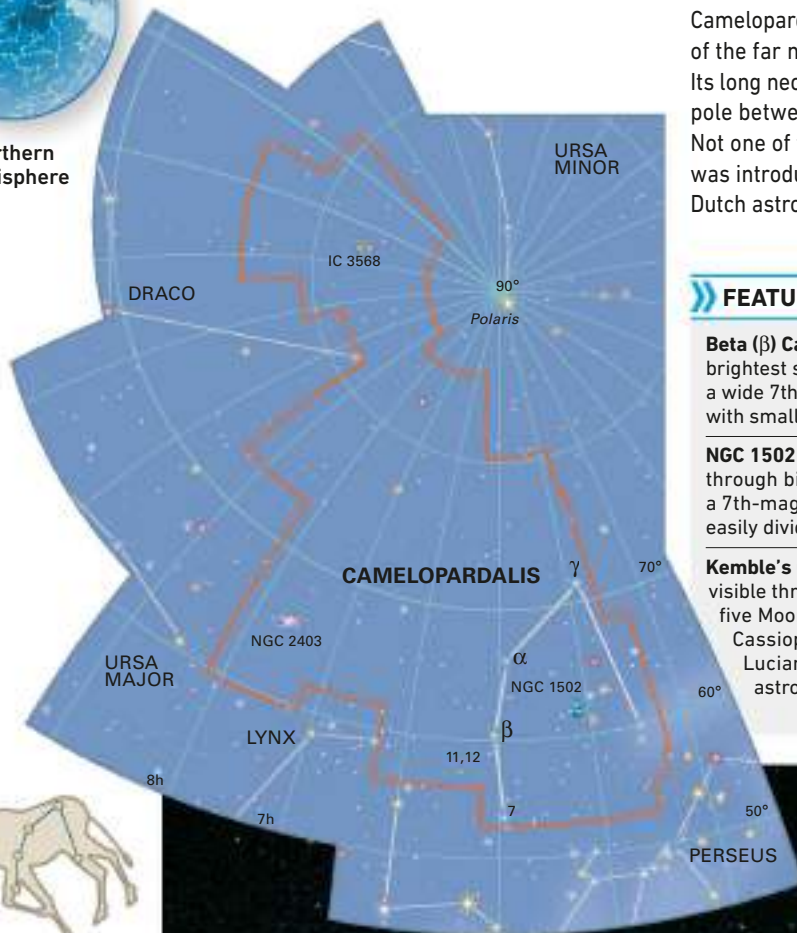 rthern
isphere
URSA
MINOR
IC 3568
DRACO
90°
Polaris
CAMELOPARDALIS
γ
70°
NGC 2403
α
URSA
MAJOR
NGC 1502
60°
LYNX
β
11,12
8h
7h
7
50°
PERSEUS
Camelopard
of the far n
Its long nec
pole betwe
Not one of
was introdu
Dutch astro
FEATU
Beta (β) Ca
brightest s
a wide 7th
with small
NGC 1502
through bi
a 7th-mag
easily divid
Kemble's
visible thr
five Moo
Cassiop
Lucian
astro